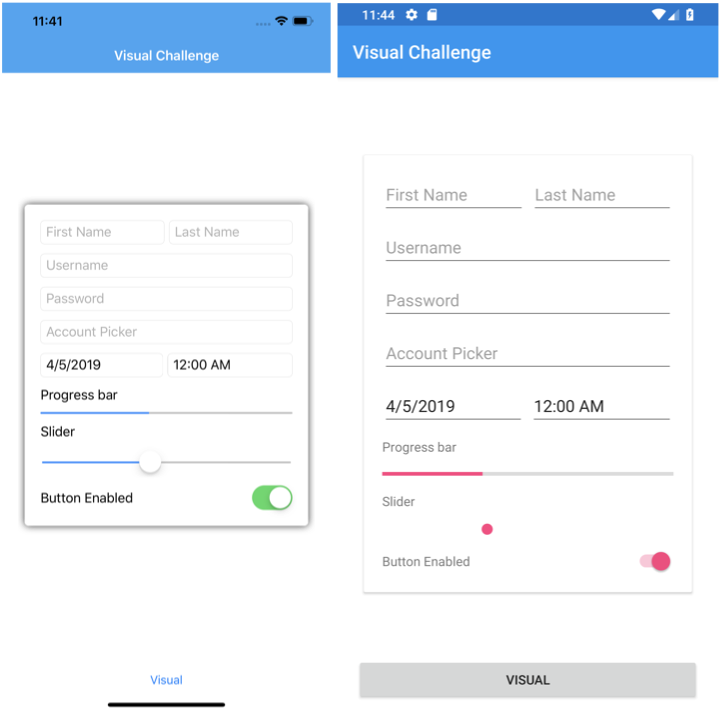 11:41
Visual Challenge
First Name Last Name
Username
Password
Account Picker
4/5/2019 12:00 AM
Progress bar
Slider
Button Enabled
Visual
11:44
Visual Challenge
First Name Last Name
Username
Password
Account Picker
4/5/2019 12:00 AM
Progress bar
Slider
Button Enabled
VISUAL